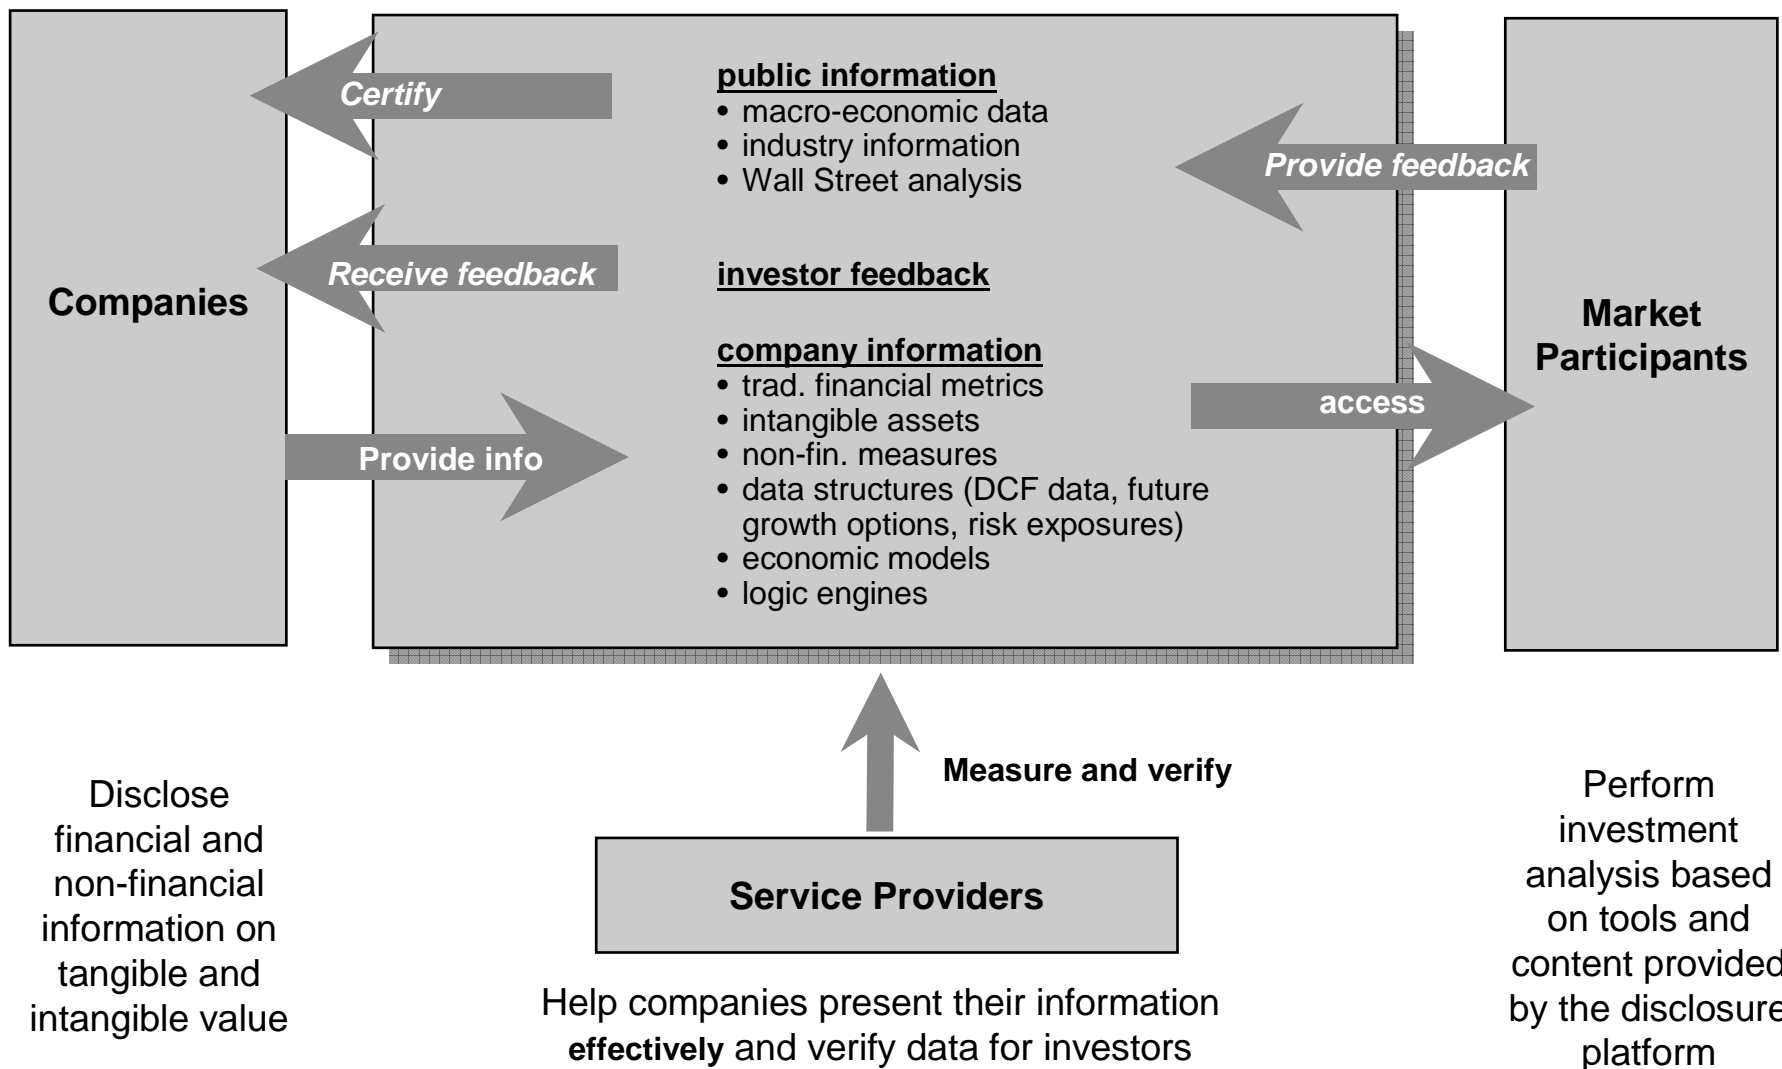 Companies
Certify
Receive feedback
Provide info
public information
• macro-economic data
• industry information
• Wall Street analysis
investor feedback
company information
• trad. financial metrics
• intangible assets
• non-fin. measures
• data structures (DCF data, future
growth options, risk exposures)
• economic models
• logic engines
Provide feedback
access
Market
Participants
Measure and verify
Service Providers
Disclose
financial and
non-financial
information on
tangible and
intangible value
Help companies present their information
effectively and verify data for investors
Perform
investment
analysis based
on tools and
content provided
by the disclosure
platform